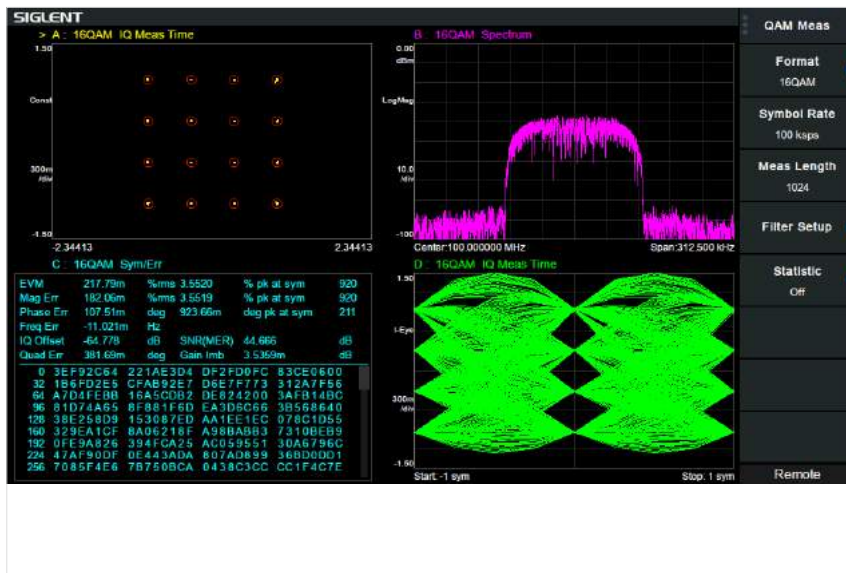 SIGLENT
> A : 16QAM IQ Meas Time
1.50
Const
300m
/div
-1.50
-2.34413 2.34413
B : 16QAM Spectrum
0.00
dBm
LogMag
10.0
/div
-100
Center:100.000000 MHz Span:312.500 kHz
C : 16QAM Sym/Err
EVM 217.79m %rms 3.5520 % pk at sym 920
Mag Err 182.06m %rms 3.5519 % pk at sym 920
Phase Err 107.51m deg 923.66m deg pk at sym 211
Freq Err -11.021m Hz
IQ Offset -64.778 dB SNR(MER) 44.666 dB
Quad Err 381.69m deg Gain Imb 3.5359m dB
0 3EF92C64 221AE3D4 DF2FD0FC 83CE0600
32 1B6FD2E5 CFAB92E7 D6E7F773 312A7F56
64 A7D4FEBB 16A5CDB2 DE824200 3AFB14BC
96 81D74A65 8F881F6D EA3D6C66 3B568640
128 38E258D9 153087ED AA1EE1EC 078C1D55
160 329EA1CF 8A06218F A98BABB3 7310BEB9
192 0FE9A826 394FCA25 AC059551 30A6796C
224 47AF90DF 0E443ADA 807AD899 36BD0DD1
256 7085F4E6 7B750BCA 0438C3CC CC1F4C7E
D : 16QAM IQ Meas Time
1.50
I-Eye
300m
/div
-1.50
Start: -1 sym Stop: 1 sym
QAM Meas
Format
16QAM
Symbol Rate
100 ksps
Meas Length
1024
Filter Setup
Statistic
Off
Remote